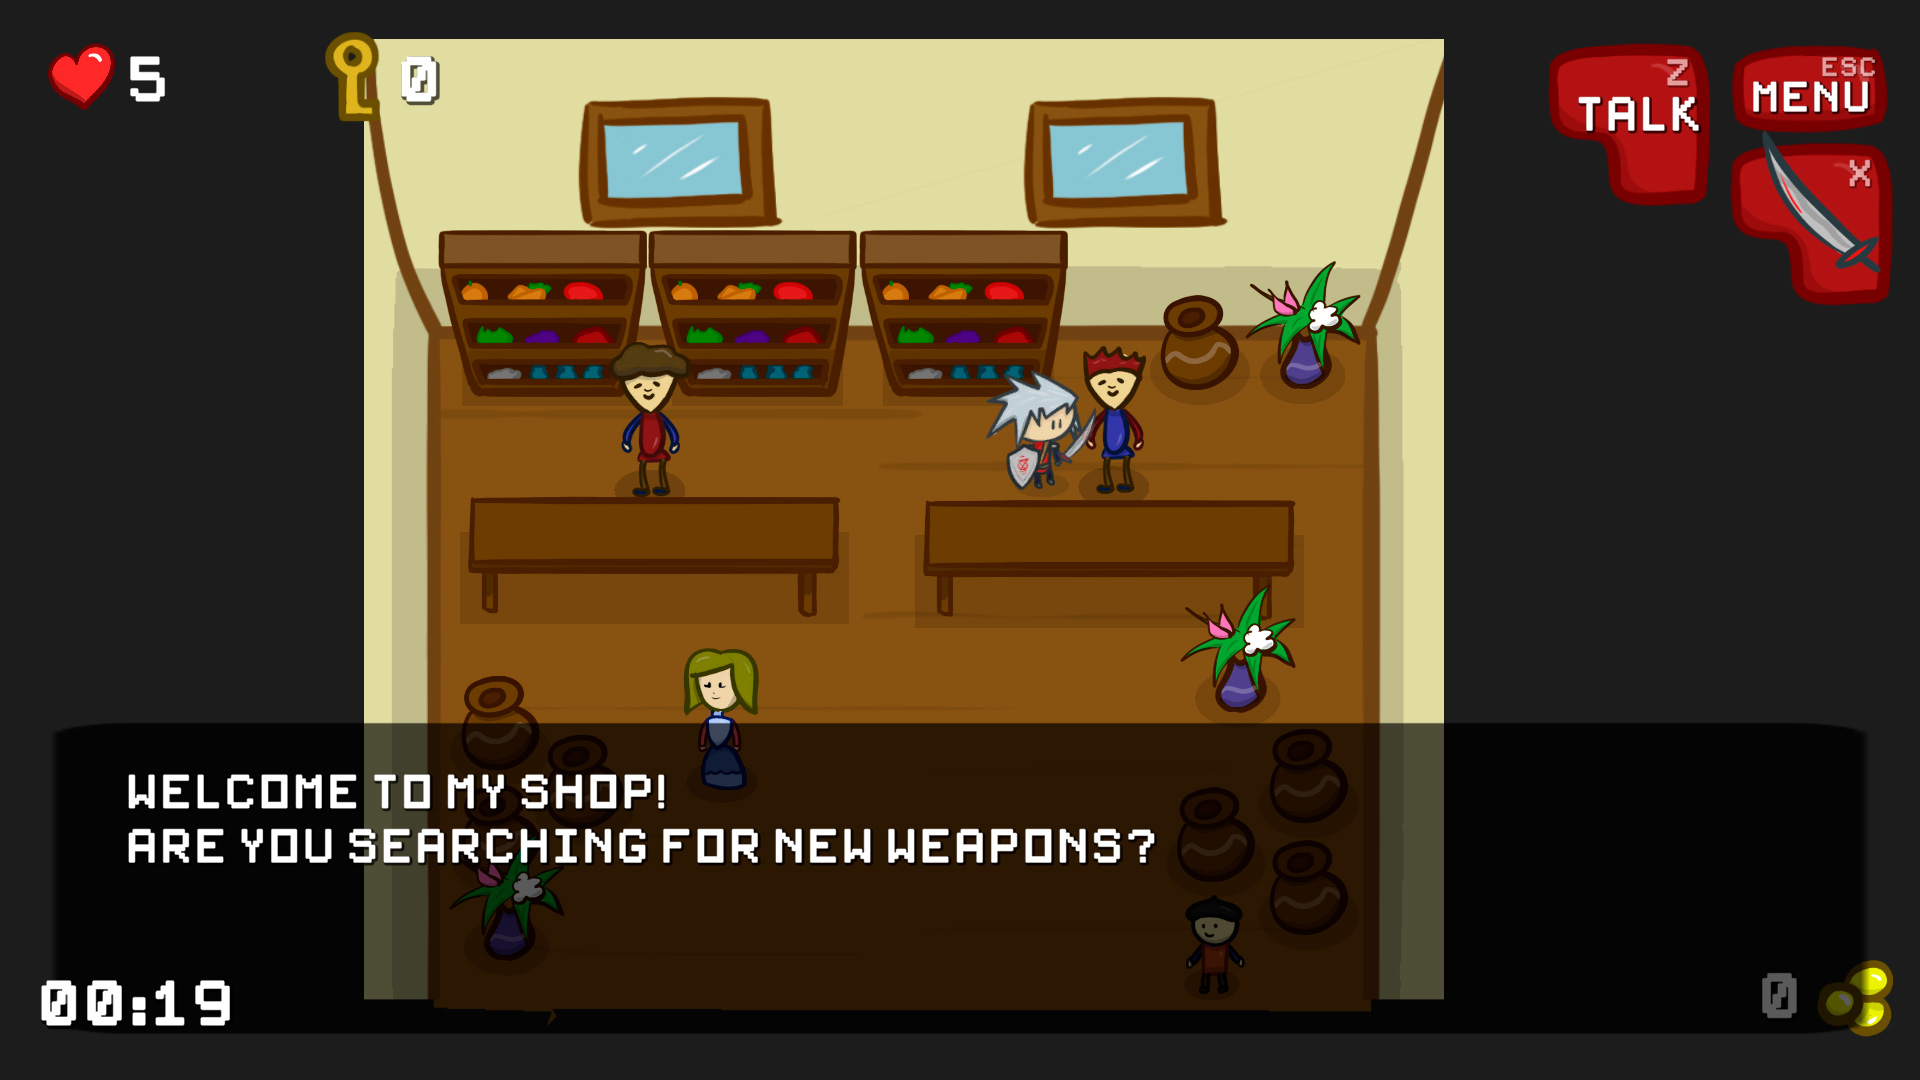 5
0
Z
TALK
ESC
MENU
X
WELCOME TO MY SHOP!
ARE YOU SEARCHING FOR NEW WEAPONS?
00:19
0